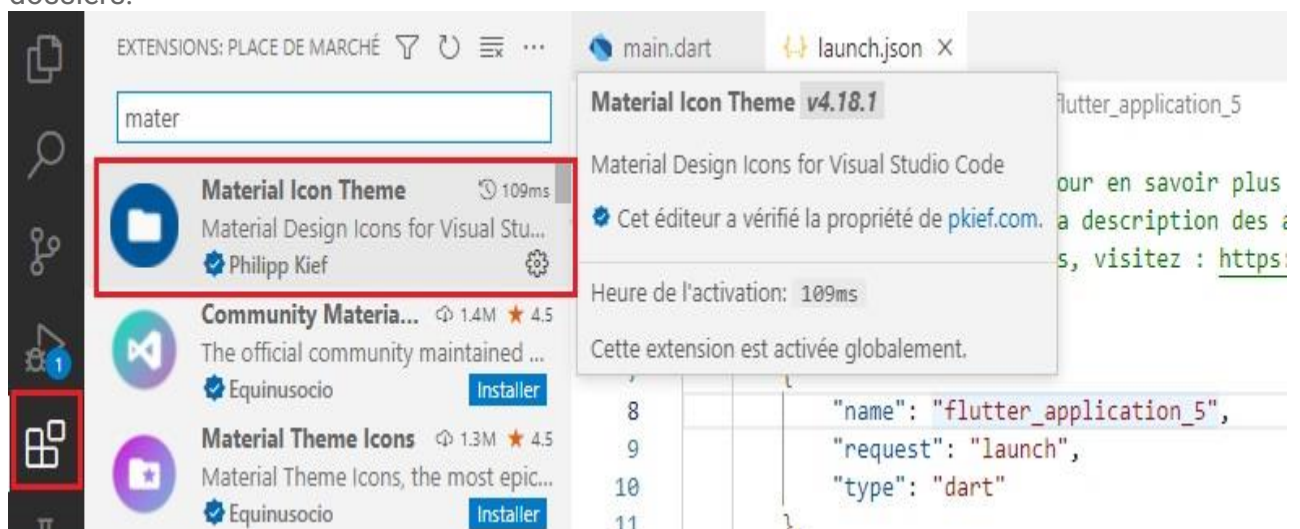 dossiers.
EXTENSIONS: PLACE DE MARCHÉ
mater
Material Icon Theme 109ms
Material Design Icons for Visual Stu...
Philipp Kief
Community Materia... 1.4M ★ 4.5
The official community maintained ...
Equinusocio Installer
Material Theme Icons 1.3M ★ 4.5
Material Theme Icons, the most epic...
Equinusocio Installer
1
main.dart {..} launch.json ×
Material Icon Theme v4.18.1
Material Design Icons for Visual Studio Code
Cet éditeur a vérifié la propriété de pkief.com.
Heure de l'activation: 109ms
Cette extension est activée globalement.
flutter_application_5
our en savoir plus
a description des a
s, visitez : https:
7 {
8 "name": "flutter_application_5",
9 "request": "launch",
10 "type": "dart"
11 }